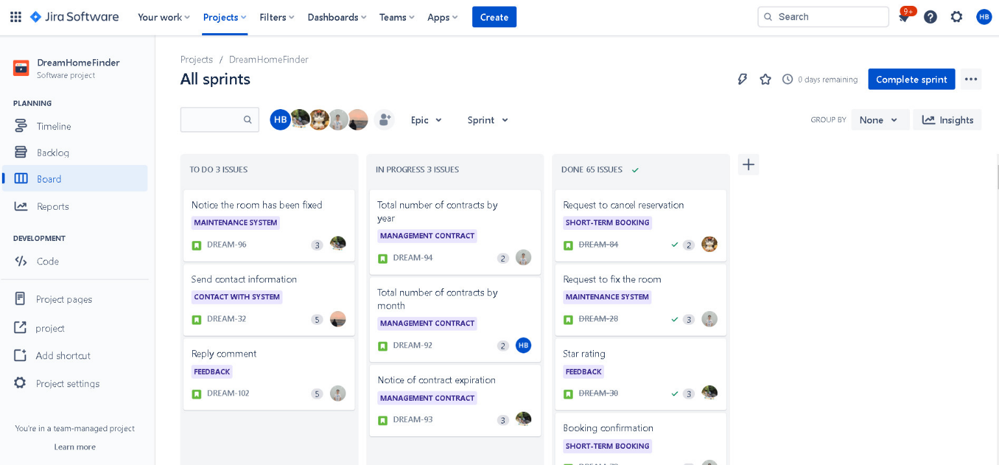 Jira Software
Your work
Projects
Filters
Dashboards
Teams
Apps
Create
Search
9+
HB
DreamHomeFinder
Software project
PLANNING
Timeline
Backlog
Board
Reports
DEVELOPMENT
Code
Project pages
project
Add shortcut
Project settings
You're in a team-managed project
Learn more
Projects / DreamHomeFinder
All sprints
0 days remaining
Complete sprint
HB
Epic
Sprint
GROUP BY
None
Insights
TO DO 3 ISSUES
Notice the room has been fixed
MAINTENANCE SYSTEM
DREAM-96
3
Send contact information
CONTACT WITH SYSTEM
DREAM-32
5
Reply comment
FEEDBACK
DREAM-102
5
IN PROGRESS 3 ISSUES
Total number of contracts by
year
MANAGEMENT CONTRACT
DREAM-94
2
Total number of contracts by
month
MANAGEMENT CONTRACT
DREAM-92
2
HB
Notice of contract expiration
MANAGEMENT CONTRACT
DREAM-93
3
DONE 65 ISSUES
Request to cancel reservation
SHORT-TERM BOOKING
DREAM-84
2
Request to fix the room
MAINTENANCE SYSTEM
DREAM-28
3
Star rating
FEEDBACK
DREAM-30
3
Booking confirmation
SHORT-TERM BOOKING